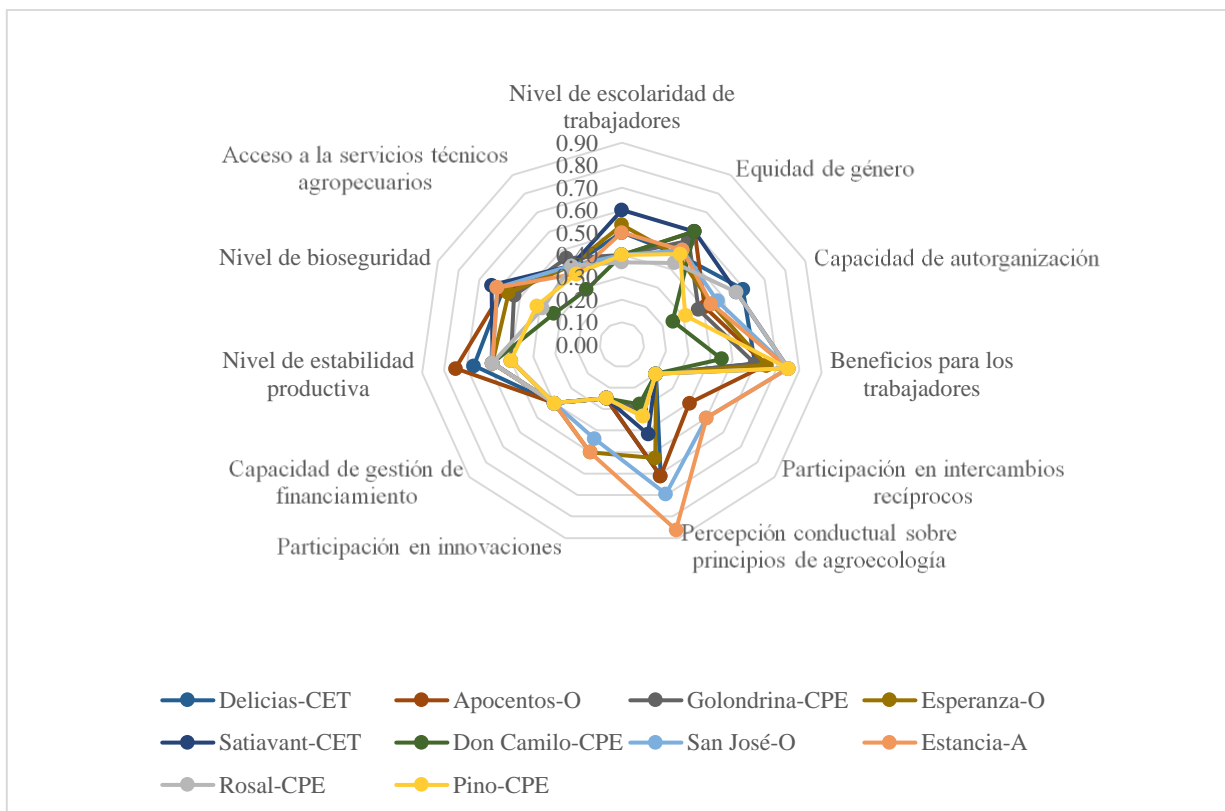 Nivel de escolaridad de
trabajadores
Equidad de género
Capacidad de autorganización
Beneficios para los
trabajadores
Participación en intercambios
recíprocos
Percepción conductual sobre
principios de agroecología
Participación en innovaciones
Capacidad de gestión de
financiamiento
Nivel de estabilidad
productiva
Nivel de bioseguridad
Acceso a la servicios técnicos
agropecuarios
0.90
0.80
0.70
0.60
0.50
0.40
0.30
0.20
0.10
0.00
Delicias-CET
Apocentos-O
Golondrina-CPE
Esperanza-O
Satiavant-CET
Don Camilo-CPE
San José-O
Estancia-A
Rosal-CPE
Pino-CPE